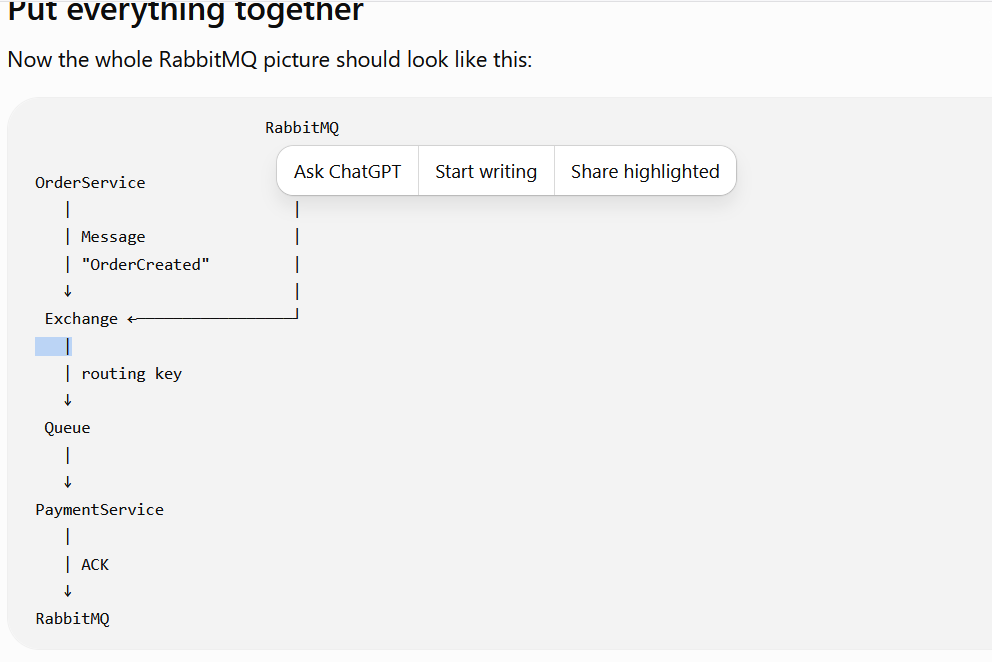 Put everything together
Now the whole RabbitMQ picture should look like this:
RabbitMQ
Ask ChatGPT
Start writing
Share highlighted
OrderService
|
|
| Message
|
| "OrderCreated"
|
↓
|
Exchange ←──────────────────┘
|
| routing key
↓
Queue
|
↓
PaymentService
|
| ACK
↓
RabbitMQ